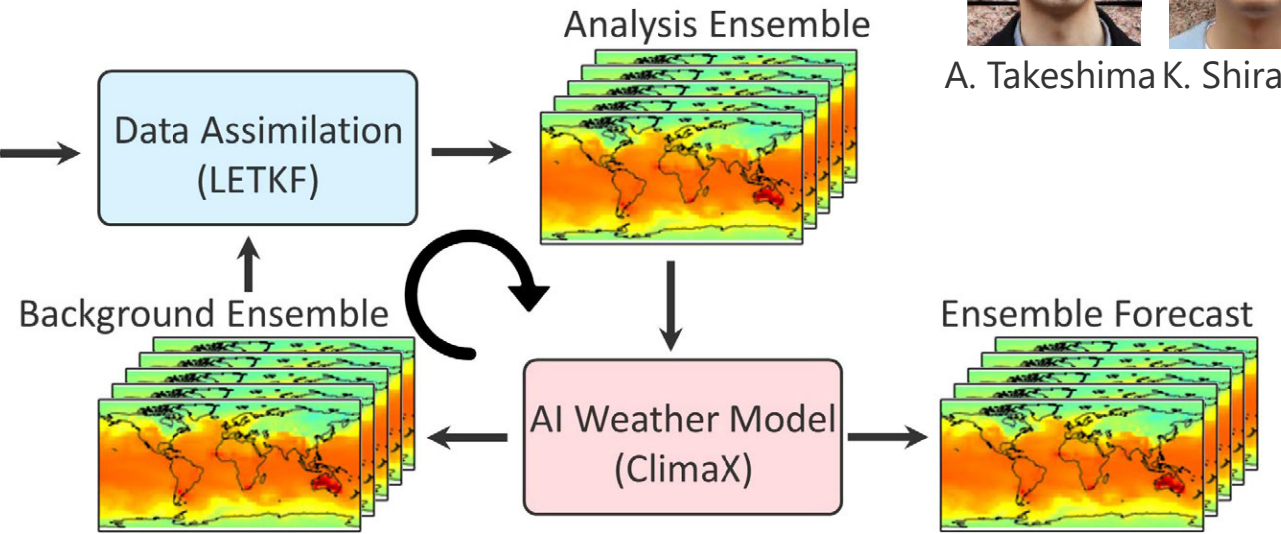 Analysis Ensemble
A. Takeshima K. Shira
Data Assimilation
(LETKF)
Background Ensemble
Ensemble Forecast
AI Weather Model
(ClimaX)